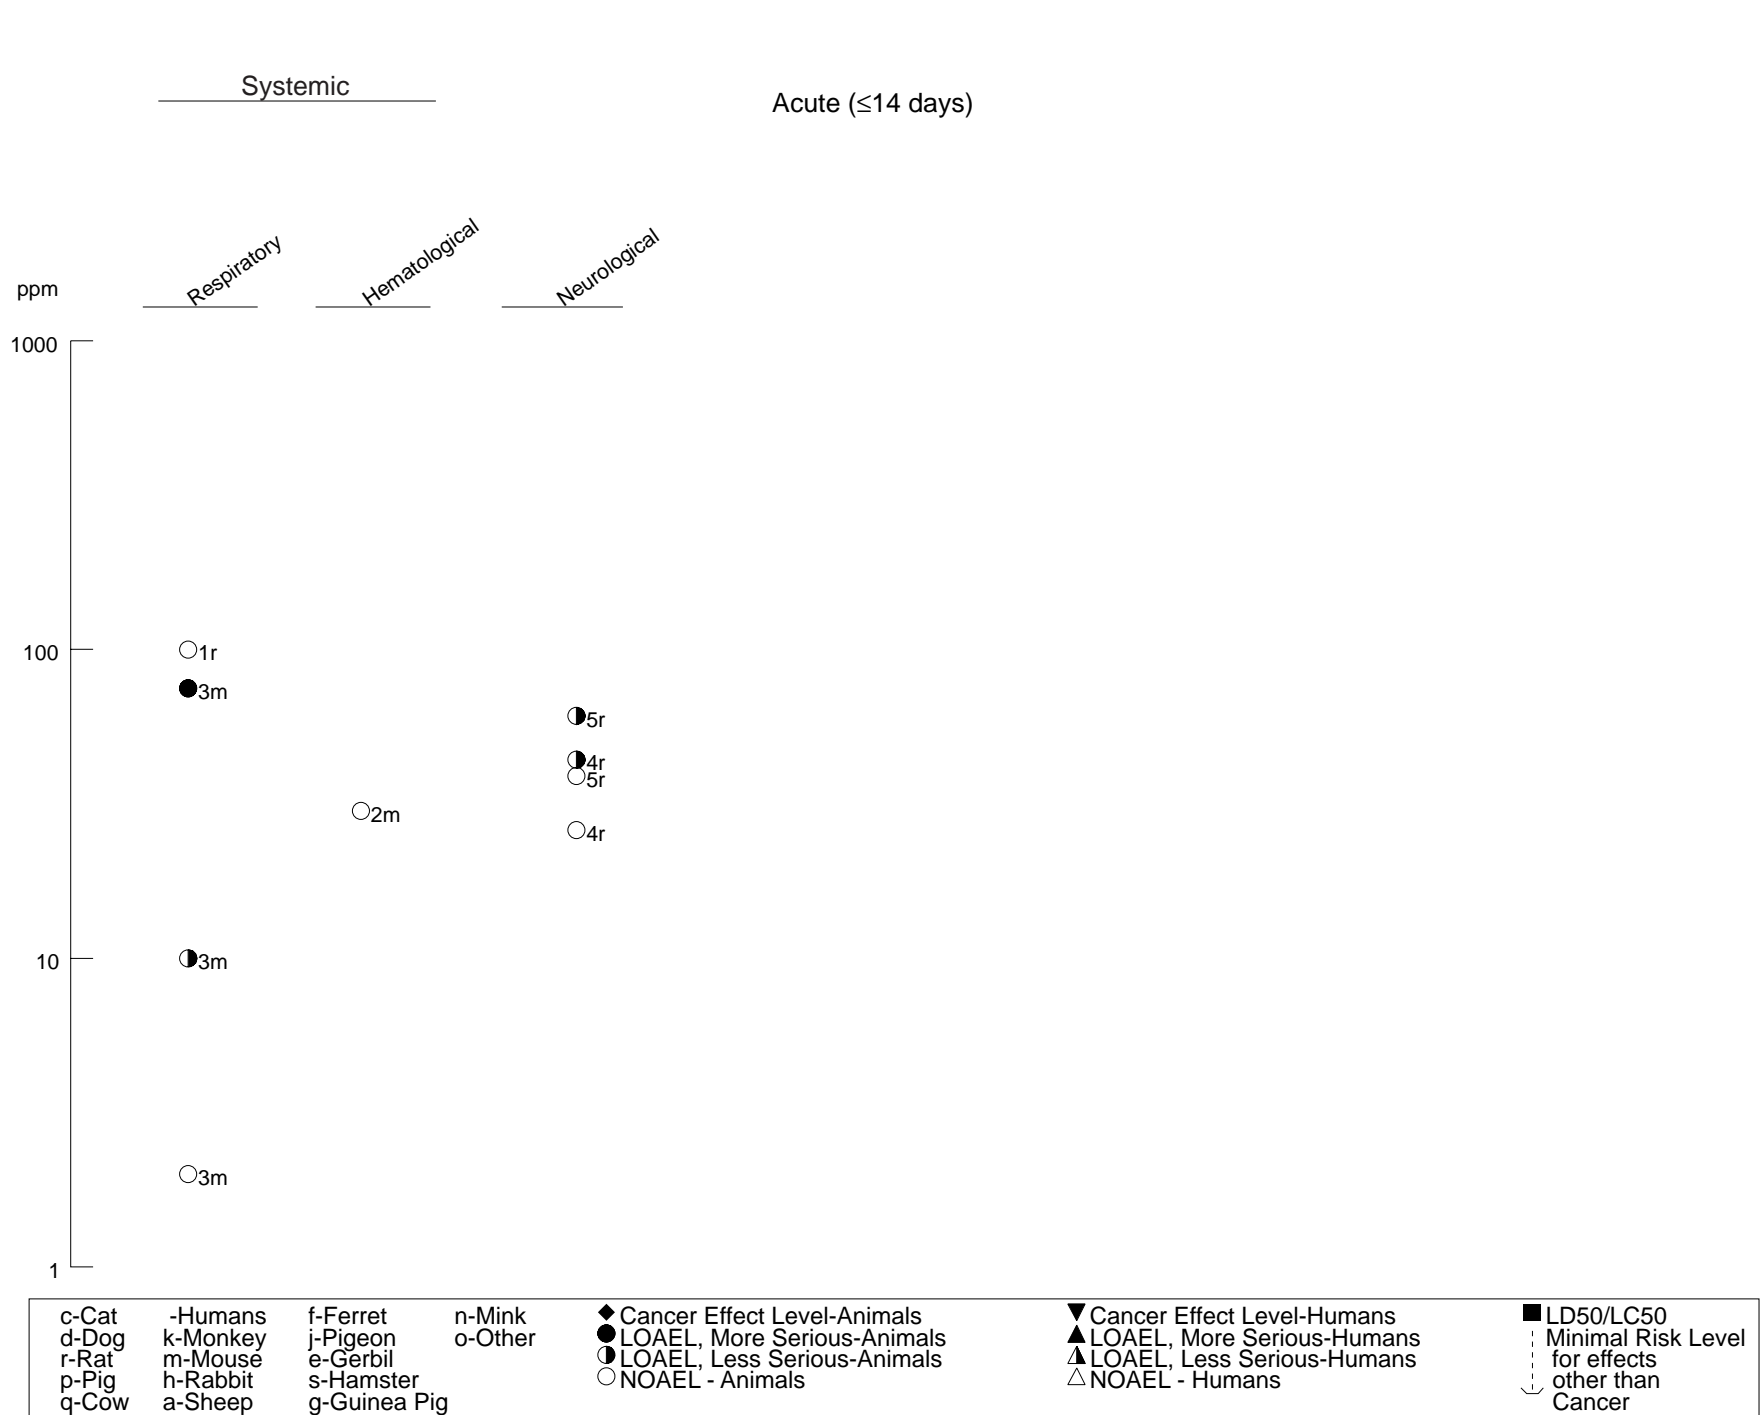 Systemic
Acute (≤14 days)
Respiratory
Hematological
Neurological
ppm
1000
100
10
1
1r
3m
3m
3m
2m
5r
4r
5r
4r
c-Cat -Humans f-Ferret n-Mink Cancer Effect Level-Animals Cancer Effect Level-Humans LD50/LC50
d-Dog k-Monkey j-Pigeon o-Other LOAEL, More Serious-Animals LOAEL, More Serious-Humans Minimal Risk Level
r-Rat m-Mouse e-Gerbil LOAEL, Less Serious-Animals LOAEL, Less Serious-Humans for effects
p-Pig h-Rabbit s-Hamster NOAEL - Animals NOAEL - Humans other than
q-Cow a-Sheep g-Guinea Pig Cancer